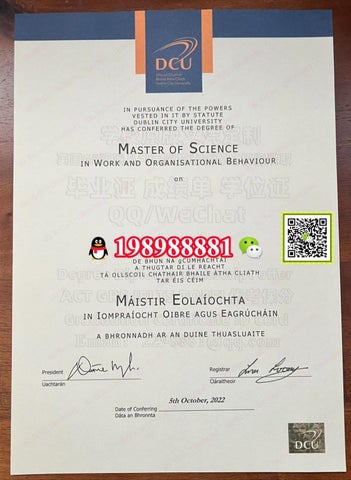 DCU
IN PURSUANCE OF THE POWERS
VESTED IN IT BY STATUTE
DUBLIN CITY UNIVERSITY
HAS CONFERRED THE DEGREE OF
MASTER OF SCIENCE
IN WORK AND ORGANISATIONAL BEHAVIOUR
on
毕业证 成绩单 学位证
QQ/WeChat
198988881
DE BHUN NA gCUMHACHTAÍ
A THUGTAR DI LE REACHT
TÁ OLLSCOIL CHATHAIR BHAILE ÁTHA CLIATH
TAR ÉIS CÉIM
MÁISTIR EOLAÍOCHTA
IN IOMPRAÍOCHT OIBRE AGUS EAGRÚCHÁIN
A BHRONNADH AR AN DUINE THUASLUAITE
President
Uachtarán
Registrar
Cláraitheoir
5th October, 2022
Date of Conferring
Dáta an Bhronnta
DCU